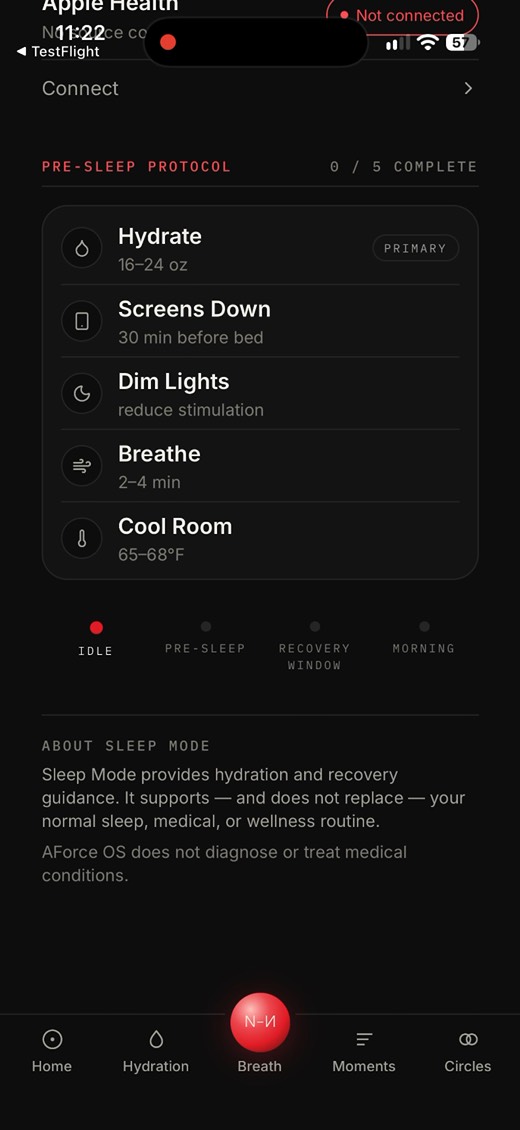 Apple Health
Not connected
11:22
No source co
57
◀ TestFlight
Connect
PRE-SLEEP PROTOCOL
0 / 5 COMPLETE
Hydrate
PRIMARY
16–24 oz
Screens Down
30 min before bed
Dim Lights
reduce stimulation
Breathe
2–4 min
Cool Room
65–68°F
IDLE
PRE-SLEEP
RECOVERY
WINDOW
MORNING
ABOUT SLEEP MODE
Sleep Mode provides hydration and recovery
guidance. It supports — and does not replace — your
normal sleep, medical, or wellness routine.
AForce OS does not diagnose or treat medical
conditions.
N–И
Home
Hydration
Breath
Moments
Circles